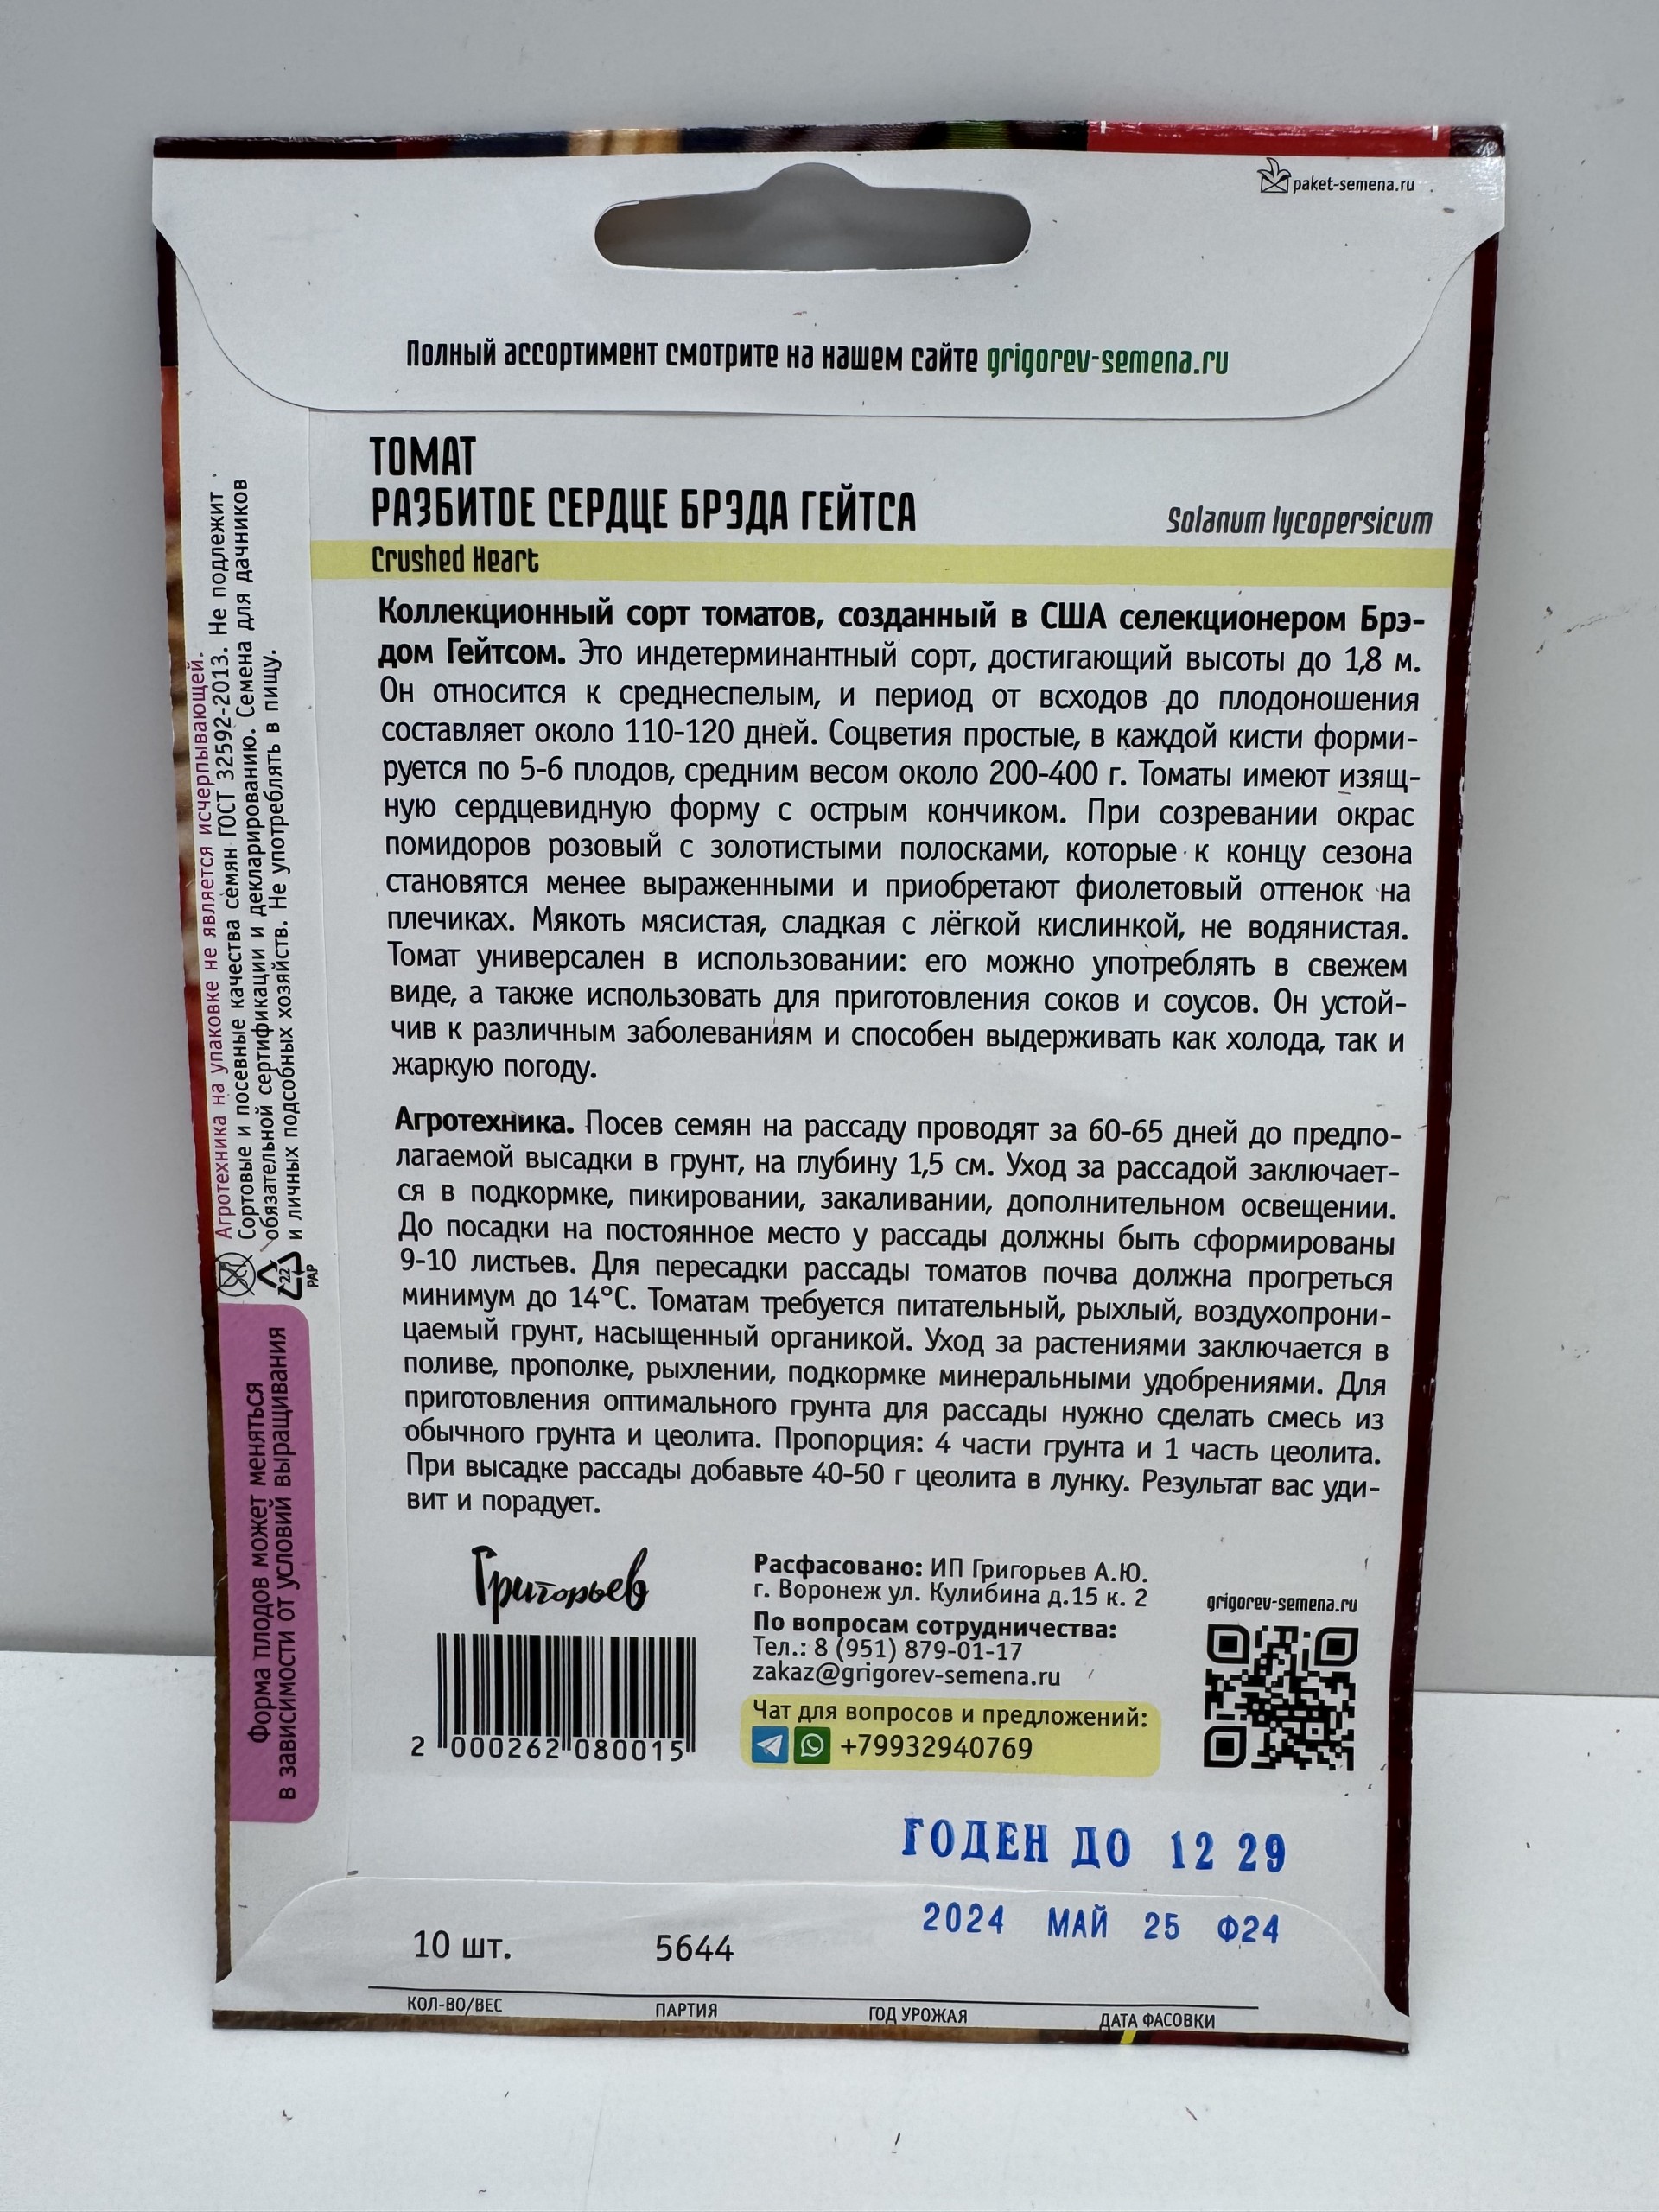 paket-semena.ru
Полный ассортимент смотрите на нашем сайте grigorev-semena.ru
ТОМАТ
РАЗБИТОЕ СЕРДЦЕ БРЭДА ГЕЙТСА
Solanum lycopersicum
Crushed Heart
Коллекционный сорт томатов, созданный в США селекционером Брэ-
дом Гейтсом. Это индетерминантный сорт, достигающий высоты до 1,8 м.
Он относится к среднеспелым, и период от всходов до плодоношения
составляет около 110-120 дней. Соцветия простые, в каждой кисти форми-
руется по 5-6 плодов, средним весом около 200-400 г. Томаты имеют изящ-
ную сердцевидную форму с острым кончиком. При созревании окрас
помидоров розовый с золотистыми полосками, которые к концу сезона
становятся менее выраженными и приобретают фиолетовый оттенок на
плечиках. Мякоть мясистая, сладкая с лёгкой кислинкой, не водянистая.
Томат универсален в использовании: его можно употреблять в свежем
виде, а также использовать для приготовления соков и соусов. Он устой-
чив к различным заболеваниям и способен выдерживать как холода, так и
жаркую погоду.
Агротехника. Посев семян на рассаду проводят за 60-65 дней до предпо-
лагаемой высадки в грунт, на глубину 1,5 см. Уход за рассадой заключает-
ся в подкормке, пикировании, закаливании, дополнительном освещении.
До посадки на постоянное место у рассады должны быть сформированы
9-10 листьев. Для пересадки рассады томатов почва должна прогреться
минимум до 14°С. Томатам требуется питательный, рыхлый, воздухопрони-
цаемый грунт, насыщенный органикой. Уход за растениями заключается в
поливе, прополке, рыхлении, подкормке минеральными удобрениями. Для
приготовления оптимального грунта для рассады нужно сделать смесь из
обычного грунта и цеолита. Пропорция: 4 части грунта и 1 часть цеолита.
При высадке рассады добавьте 40-50 г цеолита в лунку. Результат вас уди-
вит и порадует.
Агротехника на упаковке не является исчерпывающей.
Сортовые и посевные качества семян ГОСТ 32592-2013. Не подлежит
обязательной сертификации и декларированию. Семена для дачников
и личных подсобных хозяйств. Не употреблять в пищу.
22
PAP
Форма плодов может меняться
в зависимости от условий выращивания
Григорьев
2 000262 080015
Расфасовано: ИП Григорьев А.Ю.
г. Воронеж ул. Кулибина д.15 к. 2
По вопросам сотрудничества:
Тел.: 8 (951) 879-01-17
zakaz@grigorev-semena.ru
Чат для вопросов и предложений:
+79932940769
grigorev-semena.ru
ГОДЕН ДО 12 29
2024 МАЙ 25 Ф24
10 шт. 5644
КОЛ-ВО/ВЕС ПАРТИЯ ГОД УРОЖАЯ ДАТА ФАСОВКИ